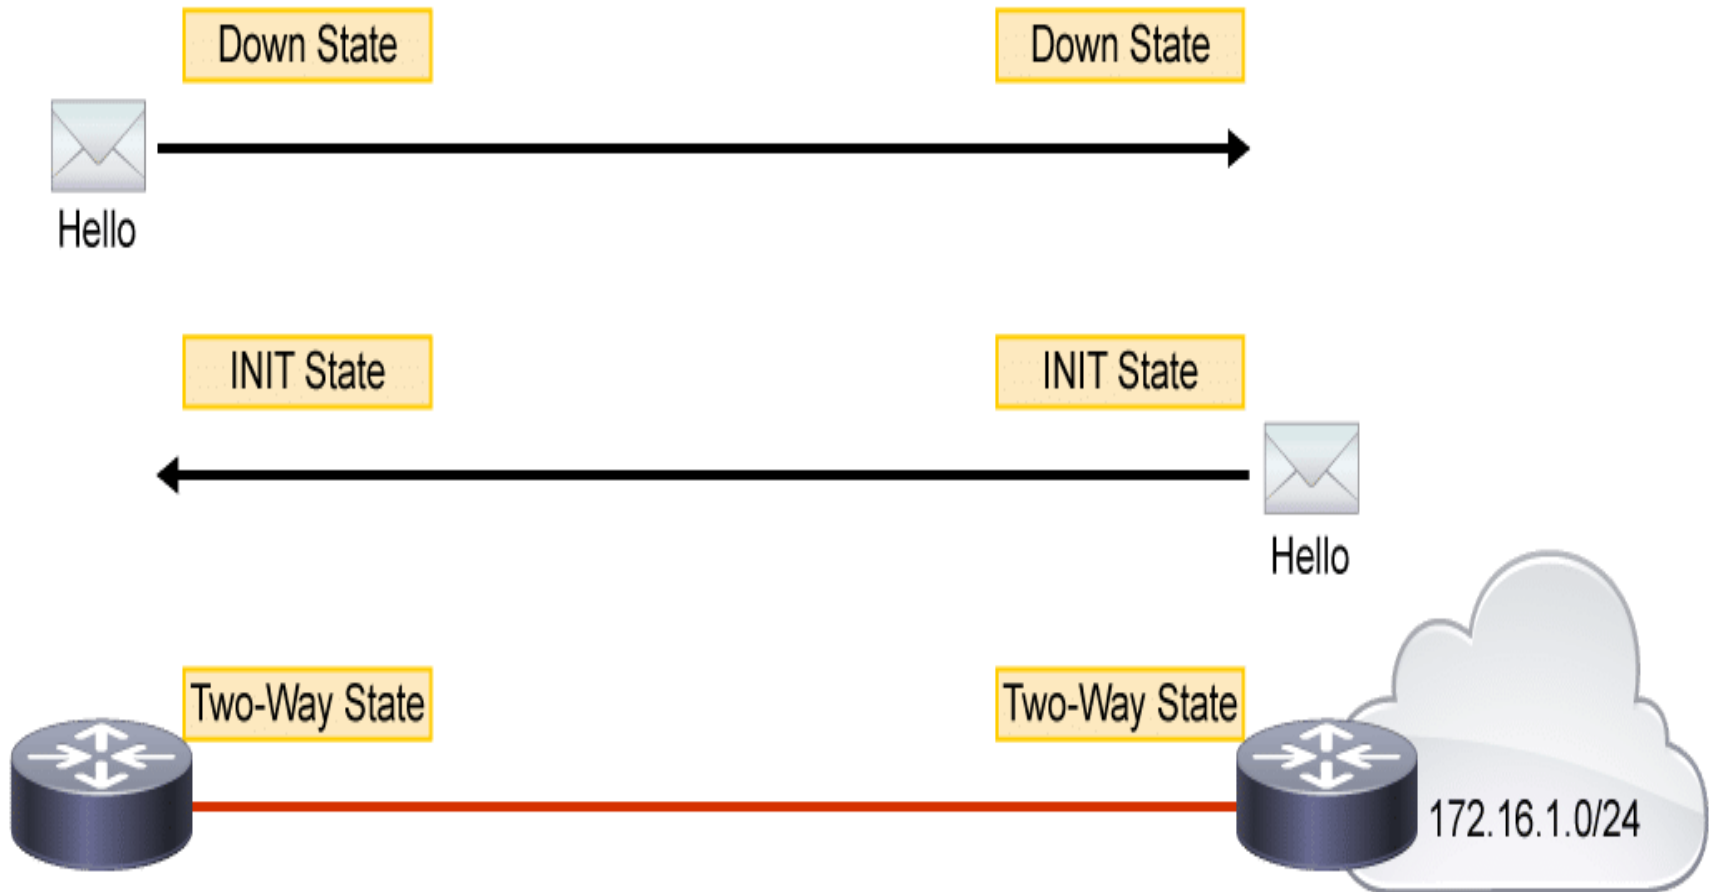 Down State
Down State
Hello
INIT State
INIT State
Hello
Two-Way State
Two-Way State
172.16.1.0/24